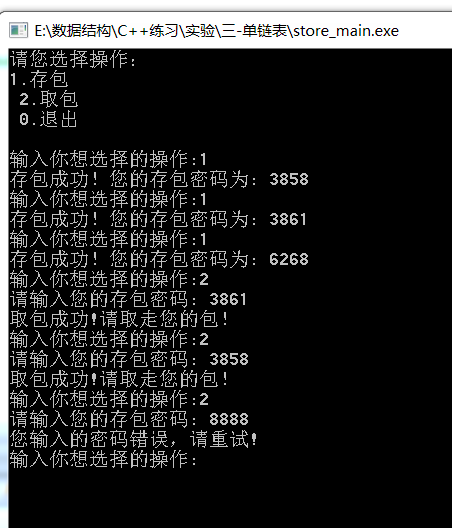 E:\数据结构\C++练习\实验\三-单链表\store_main.exe
请您选择操作：
1.存包
2.取包
0.退出
输入你想选择的操作:1
存包成功！您的存包密码为：3858
输入你想选择的操作:1
存包成功！您的存包密码为：3861
输入你想选择的操作:1
存包成功！您的存包密码为：6268
输入你想选择的操作:2
请输入您的存包密码：3861
取包成功!请取走您的包！
输入你想选择的操作:2
请输入您的存包密码：3858
取包成功!请取走您的包！
输入你想选择的操作:2
请输入您的存包密码：8888
您输入的密码错误，请重试!
输入你想选择的操作：